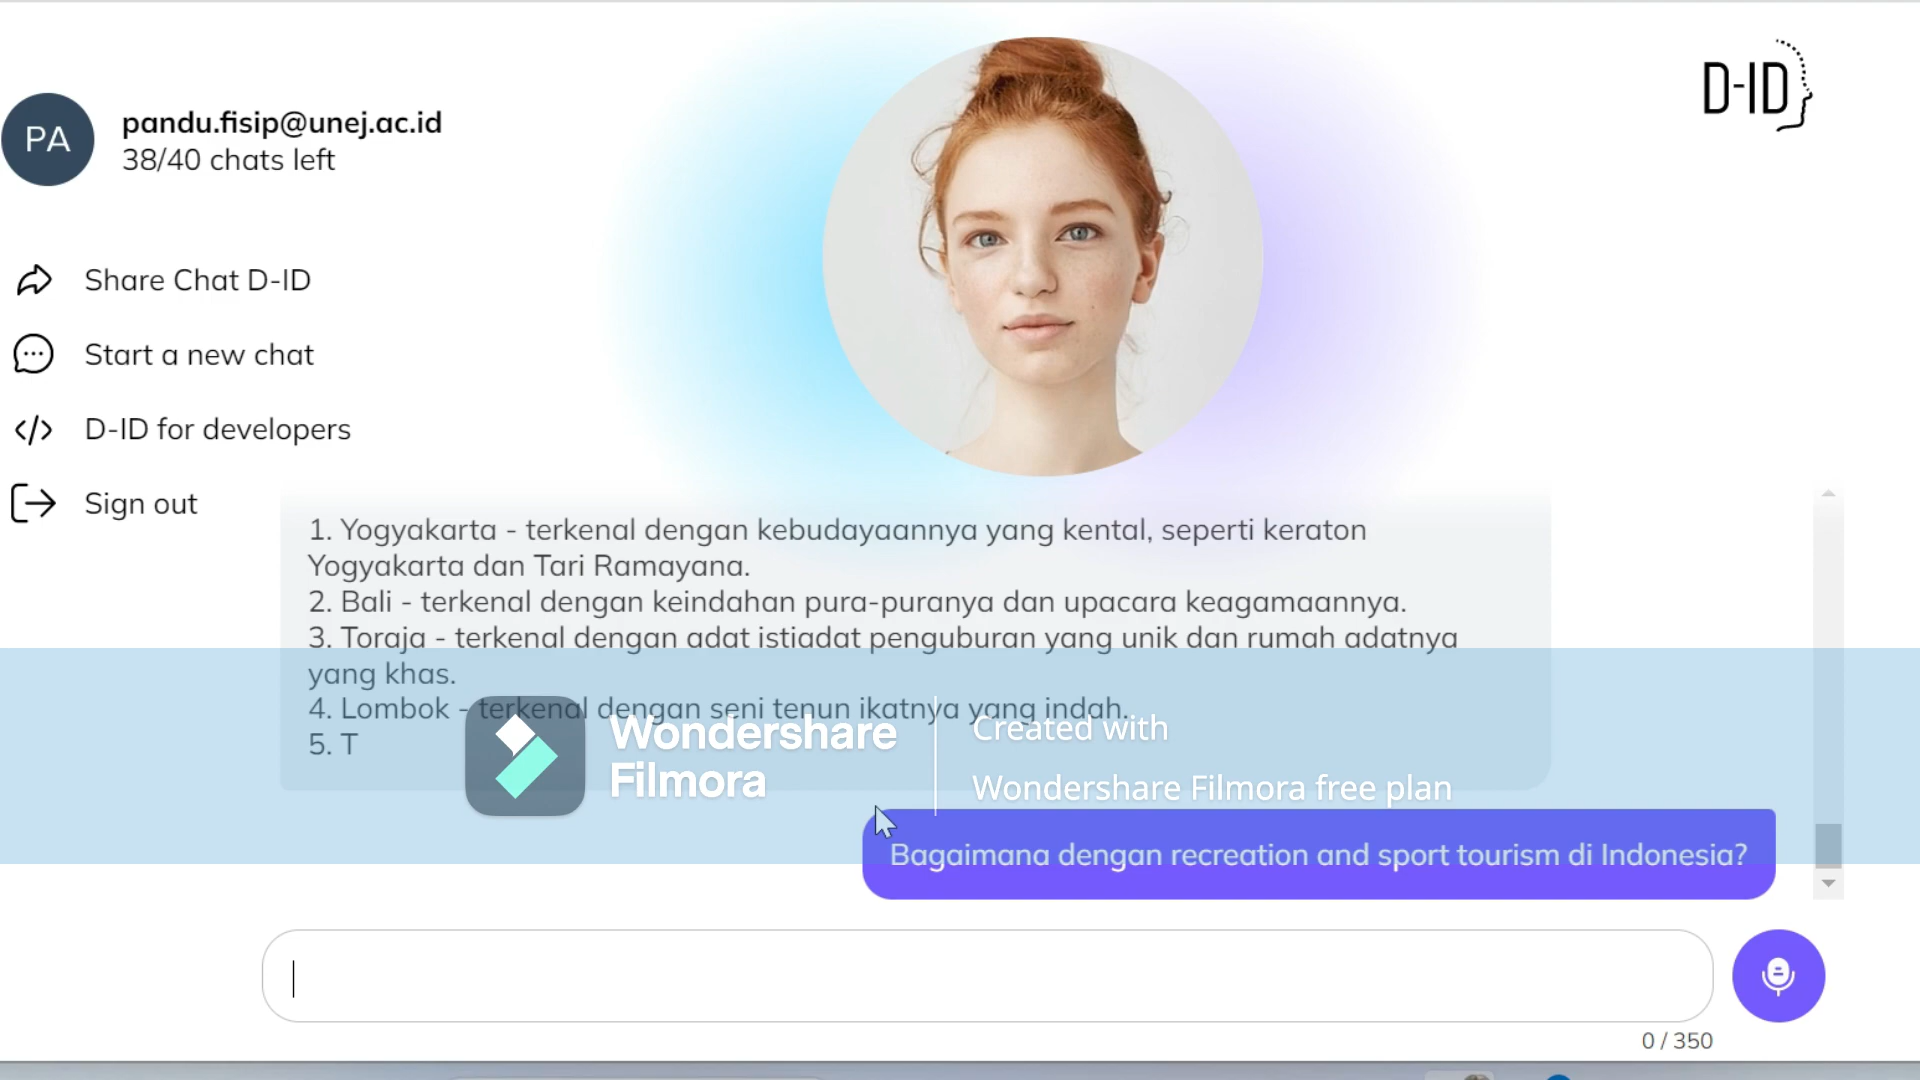 PA
pandu.fisip@unej.ac.id
38/40 chats left
D-ID
Share Chat D-ID
Start a new chat
D-ID for developers
Sign out
1. Yogyakarta - terkenal dengan kebudayaannya yang kental, seperti keraton
Yogyakarta dan Tari Ramayana.
2. Bali - terkenal dengan keindahan pura-puranya dan upacara keagamaannya.
3. Toraja - terkenal dengan adat istiadat penguburan yang unik dan rumah adatnya
yang khas.
4. Lombok - terkenal dengan seni tenun ikatnya yang indah.
5. T
Wondershare
Filmora
Created with
Wondershare Filmora free plan
Bagaimana dengan recreation and sport tourism di Indonesia?
0 / 350